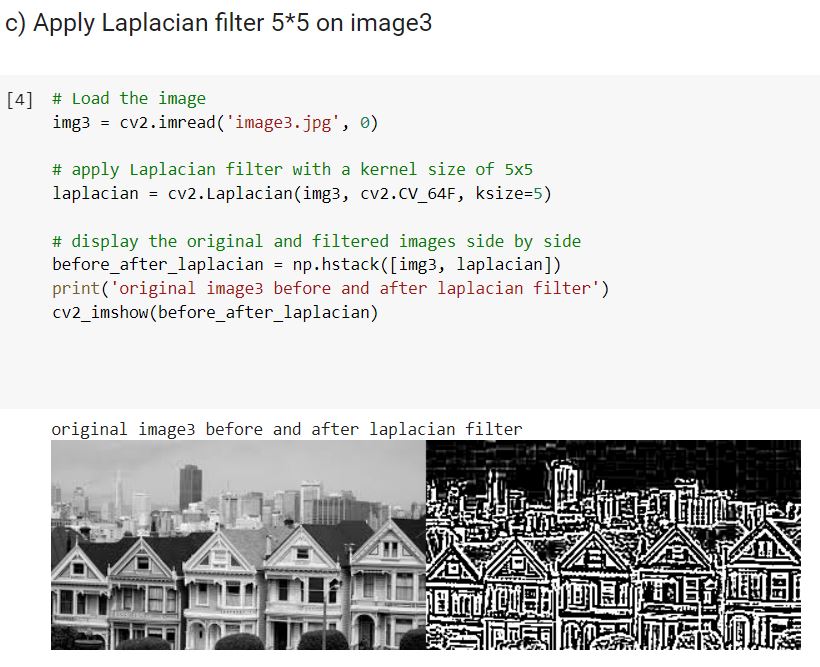 c) Apply Laplacian filter 5*5 on image3
[4] # Load the image
img3 = cv2.imread('image3.jpg', 0)
# apply Laplacian filter with a kernel size of 5x5
laplacian = cv2.Laplacian(img3, cv2.CV_64F, ksize=5)
# display the original and filtered images side by side
before_after_laplacian = np.hstack([img3, laplacian])
print('original image3 before and after laplacian filter')
cv2_imshow(before_after_laplacian)
original image3 before and after laplacian filter